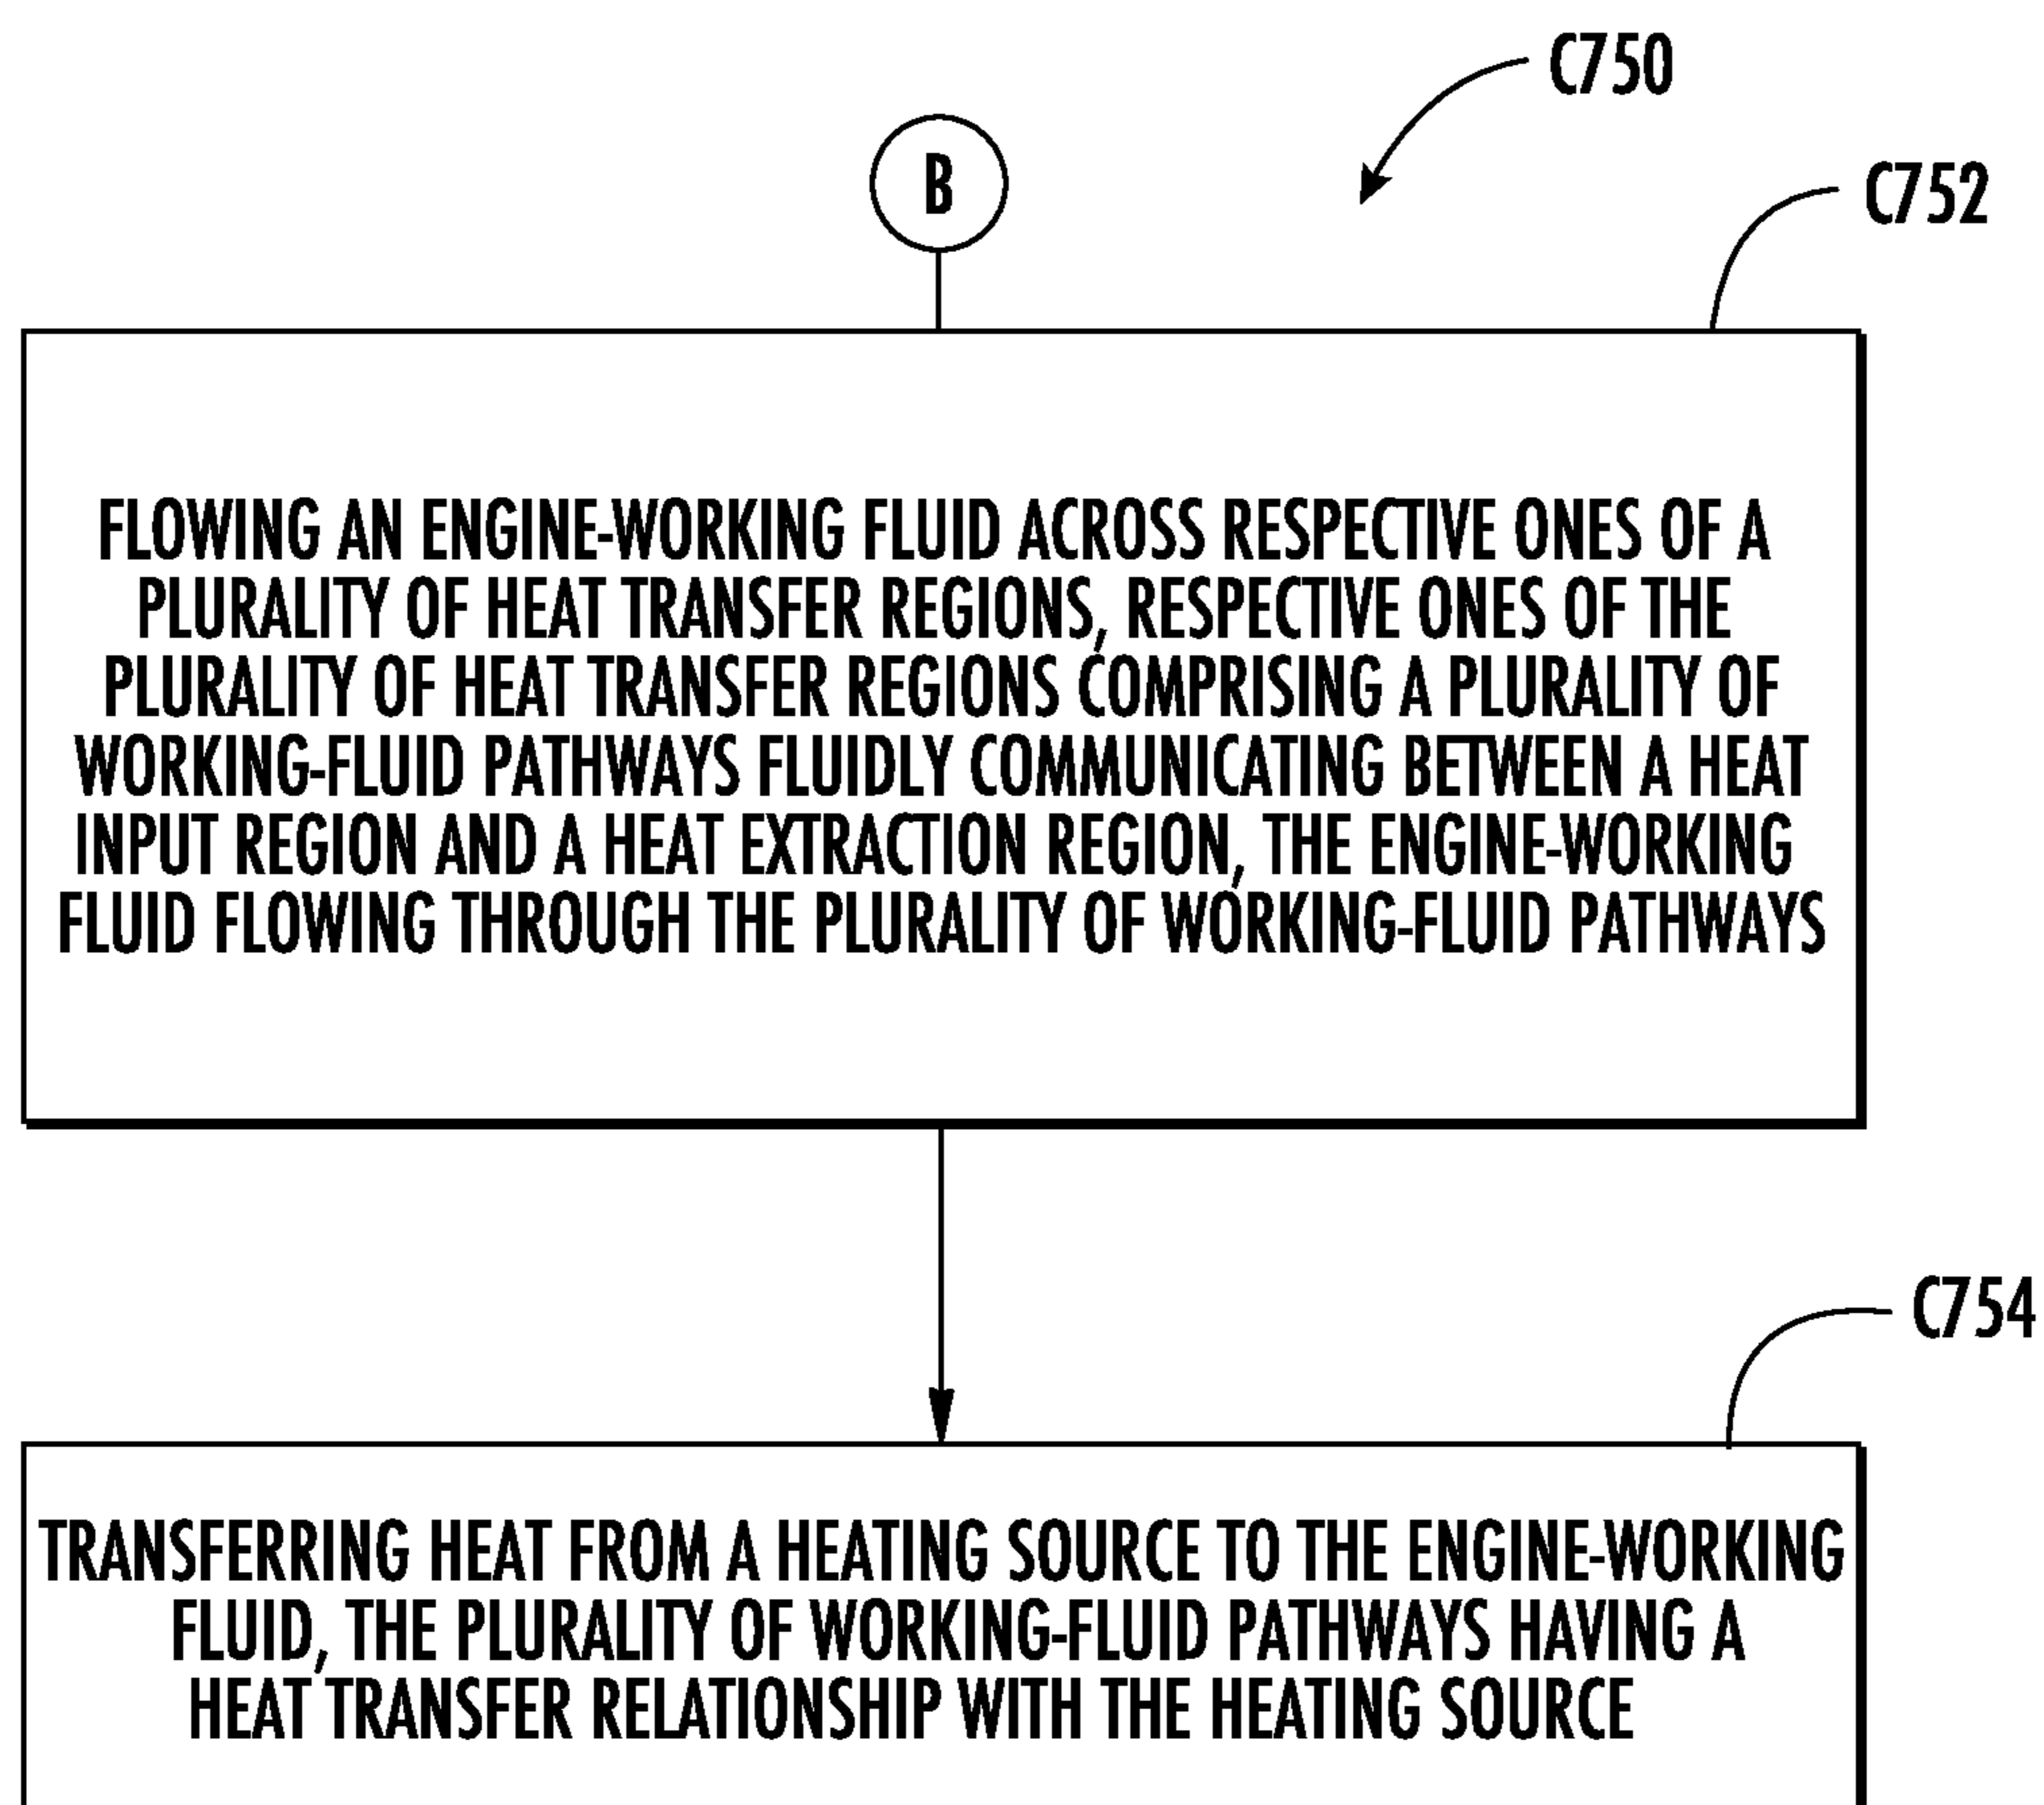 C750
B
C752
FLOWING AN ENGINE-WORKING FLUID ACROSS RESPECTIVE ONES OF A
PLURALITY OF HEAT TRANSFER REGIONS, RESPECTIVE ONES OF THE
PLURALITY OF HEAT TRANSFER REGIONS COMPRISING A PLURALITY OF
WORKING-FLUID PATHWAYS FLUIDLY COMMUNICATING BETWEEN A HEAT
INPUT REGION AND A HEAT EXTRACTION REGION, THE ENGINE-WORKING
FLUID FLOWING THROUGH THE PLURALITY OF WORKING-FLUID PATHWAYS
C754
TRANSFERRING HEAT FROM A HEATING SOURCE TO THE ENGINE-WORKING
FLUID, THE PLURALITY OF WORKING-FLUID PATHWAYS HAVING A
HEAT TRANSFER RELATIONSHIP WITH THE HEATING SOURCE